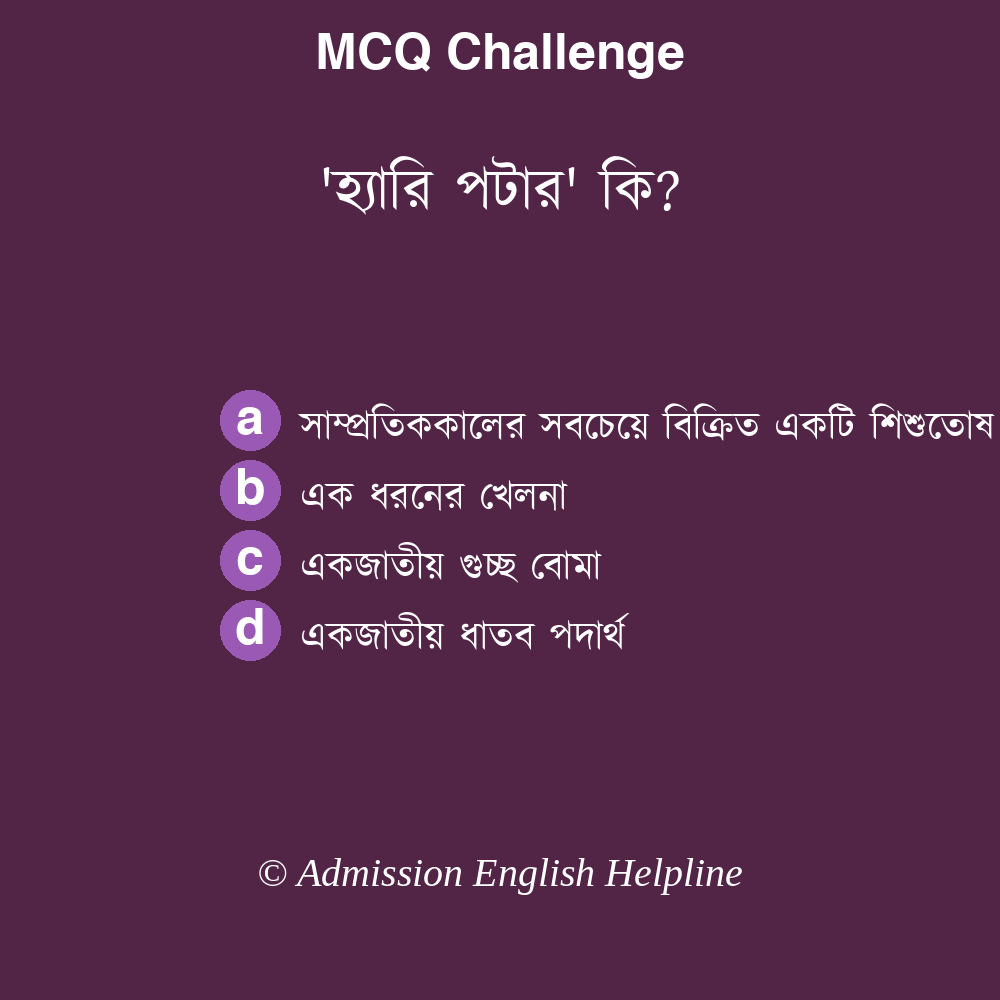 MCQ Challenge
'হ্যারি পটার' কি?
a সাম্প্রতিককালের সবচেয়ে বিক্রিত একটি শিশুতোষ
b এক ধরনের খেলনা
c একজাতীয় গুচ্ছ বোমা
d একজাতীয় ধাতব পদার্থ
© Admission English Helpline